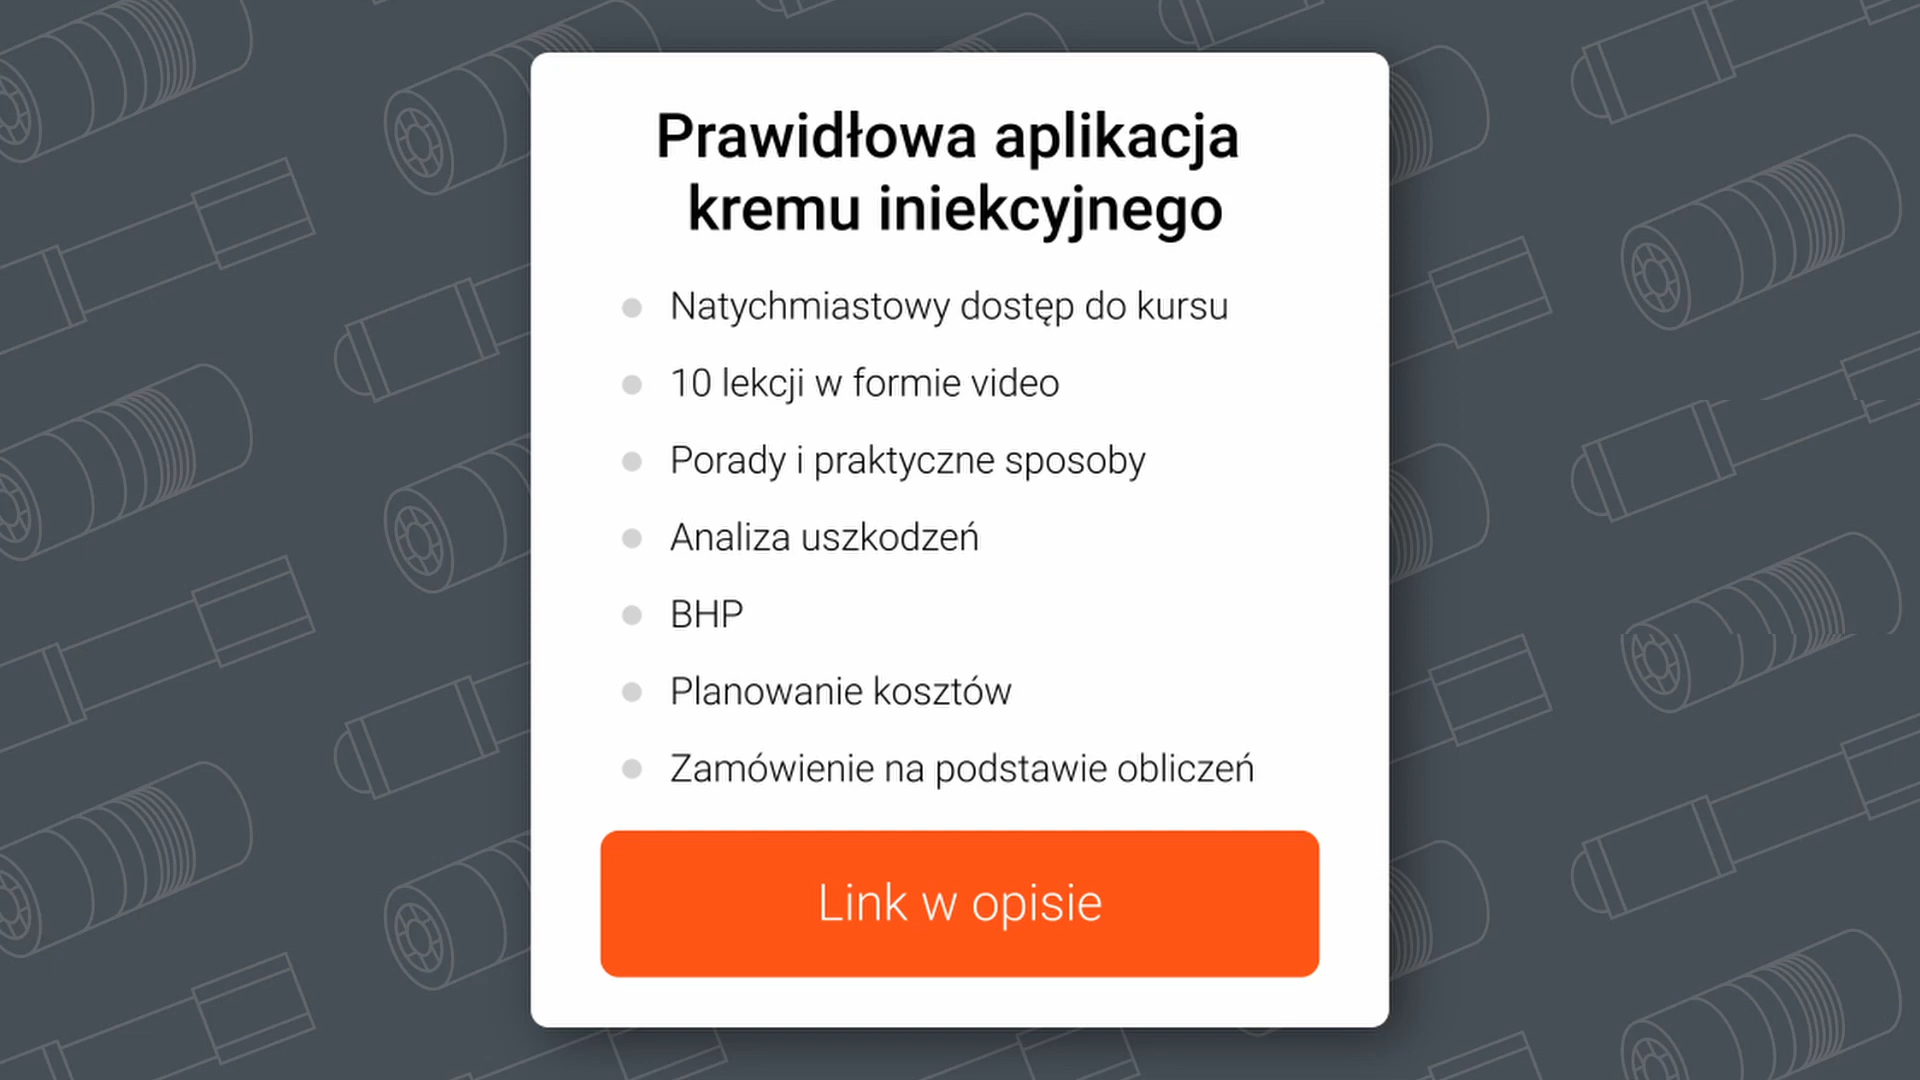 Prawidłowa aplikacja
kremu iniekcyjnego
Natychmiastowy dostęp do kursu
10 lekcji w formie video
Porady i praktyczne sposoby
Analiza uszkodzeń
BHP
Planowanie kosztów
Zamówienie na podstawie obliczeń
Link w opisie